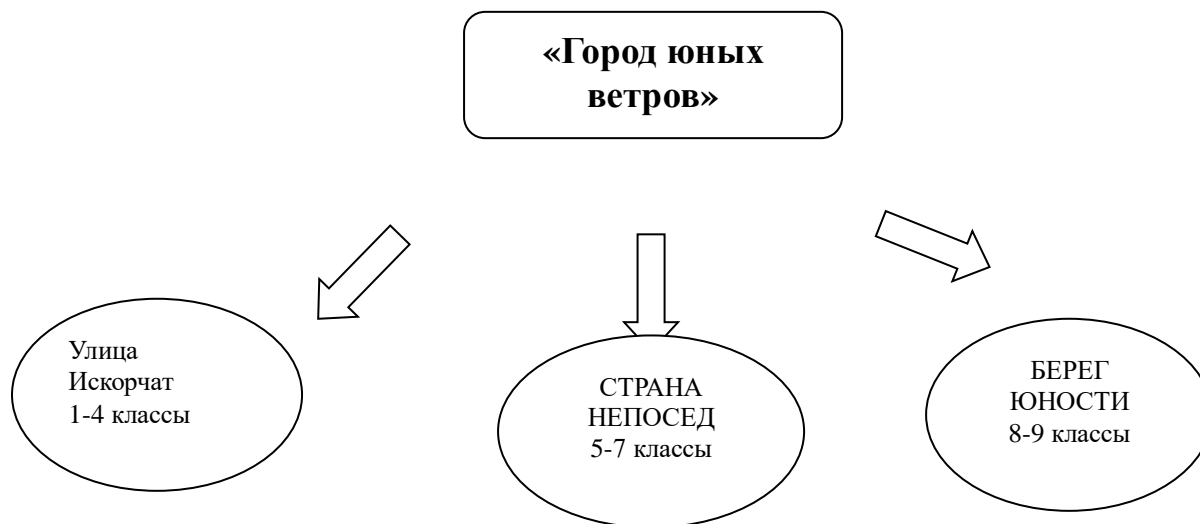 «Город юных
ветров»
Улица
Искорчат
1-4 классы
СТРАНА
НЕПОСЕД
5-7 классы
БЕРЕГ
ЮНОСТИ
8-9 классы